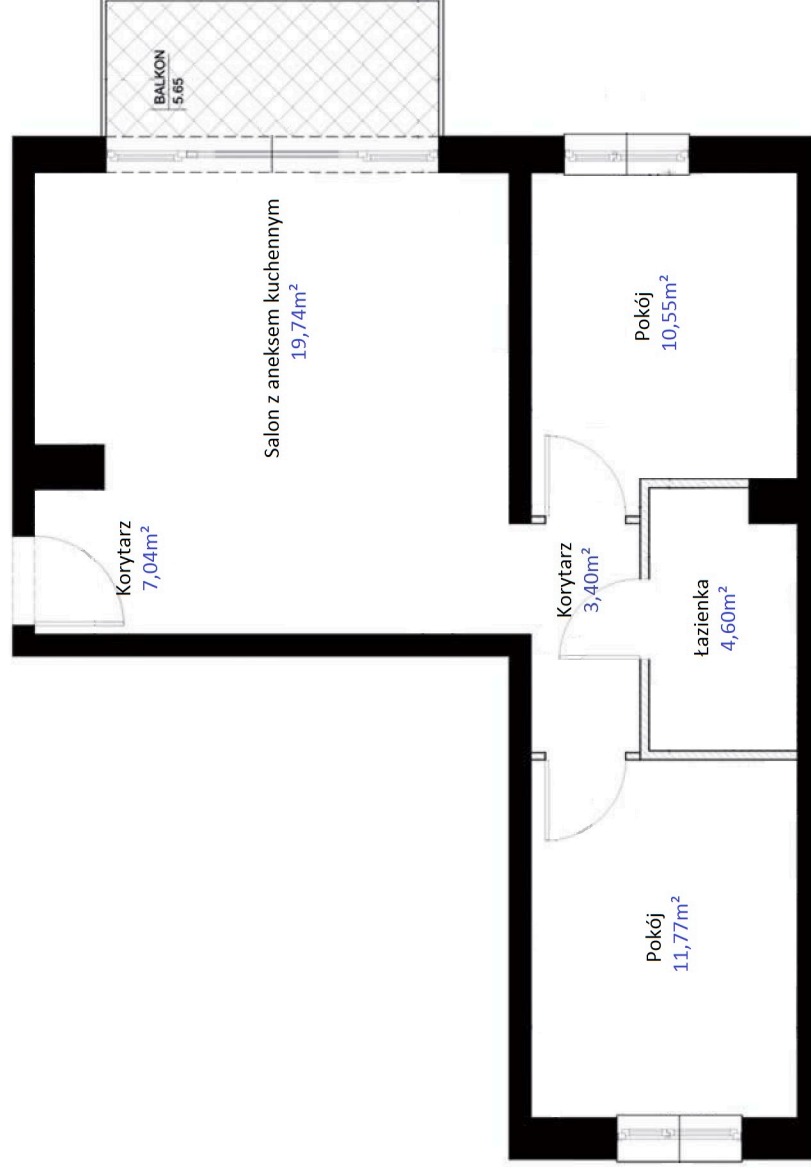 BALKON
5.65
Salon z aneksem kuchennym
19,74m²
Pokój
10,55m²
Korytarz
7,04m²
Korytarz
3,40m²
Łazienka
4,60m²
Pokój
11,77m²